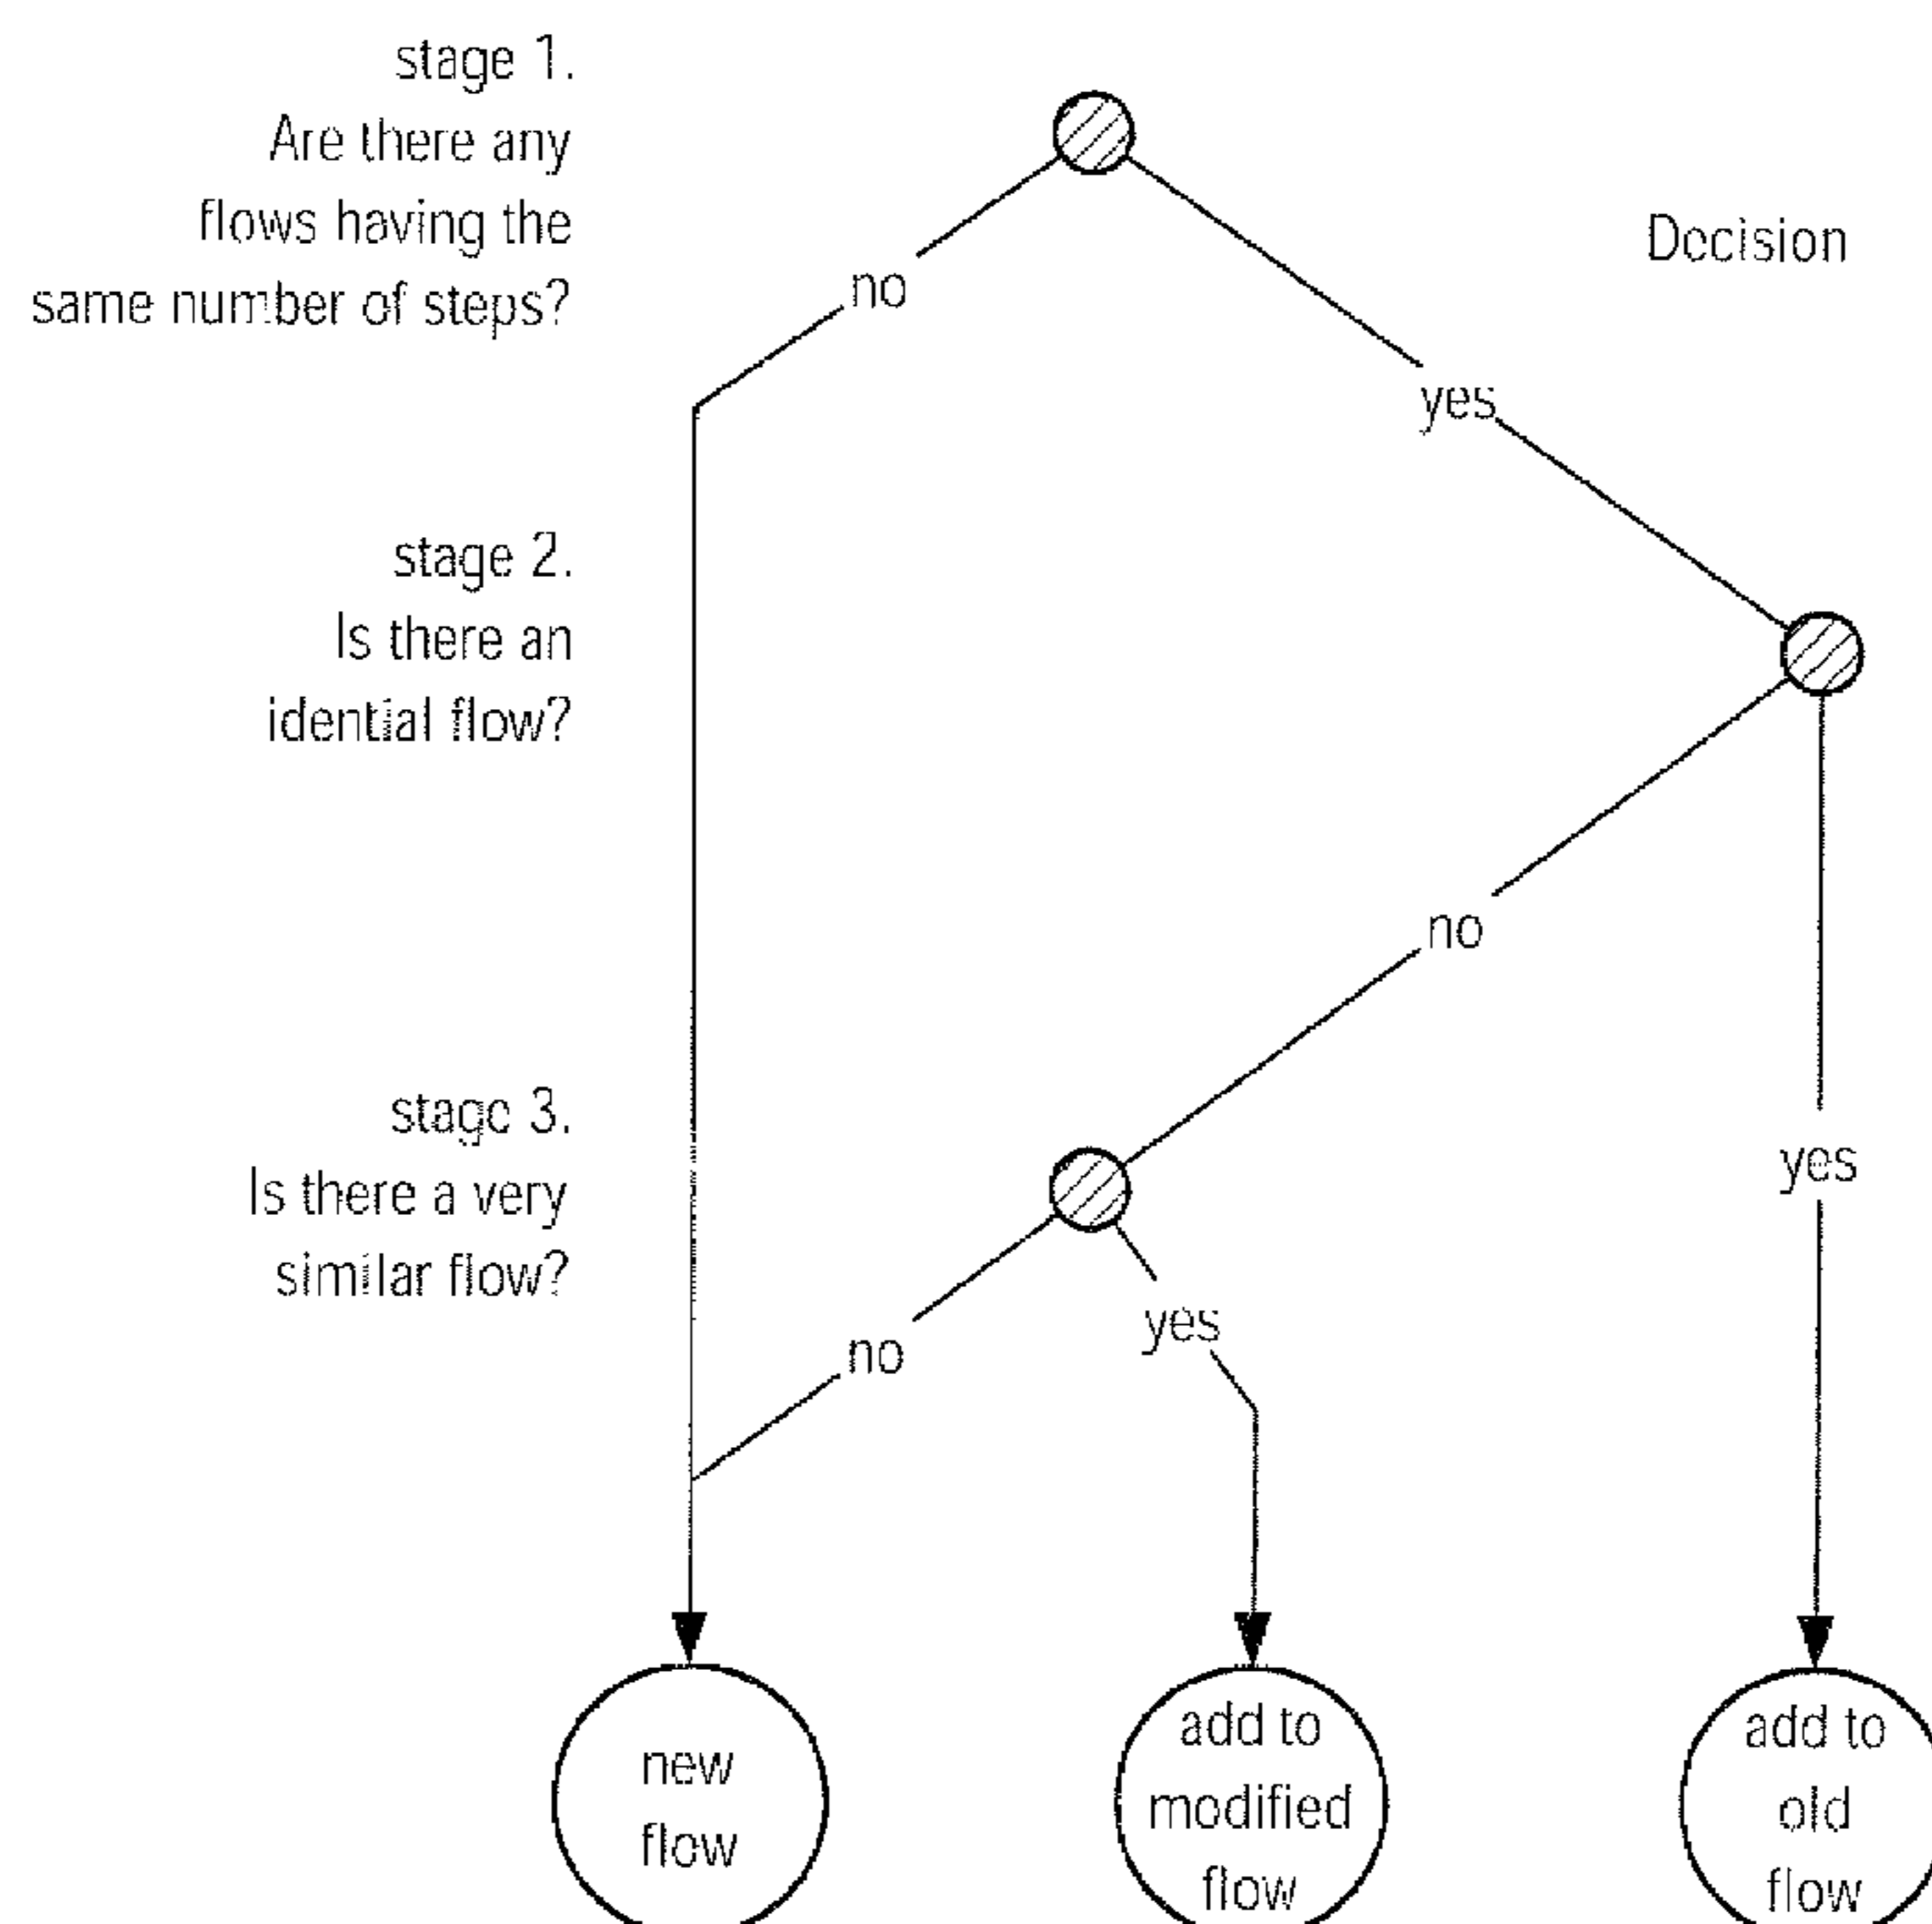 stage 1.
Are there any
flows having the
same number of steps?
Decision
no
yes
stage 2.
Is there an
idential flow?
no
stage 3.
Is there a very
similar flow?
yes
no
yes
new
flow
add to
modified
flow
add to
old
flow